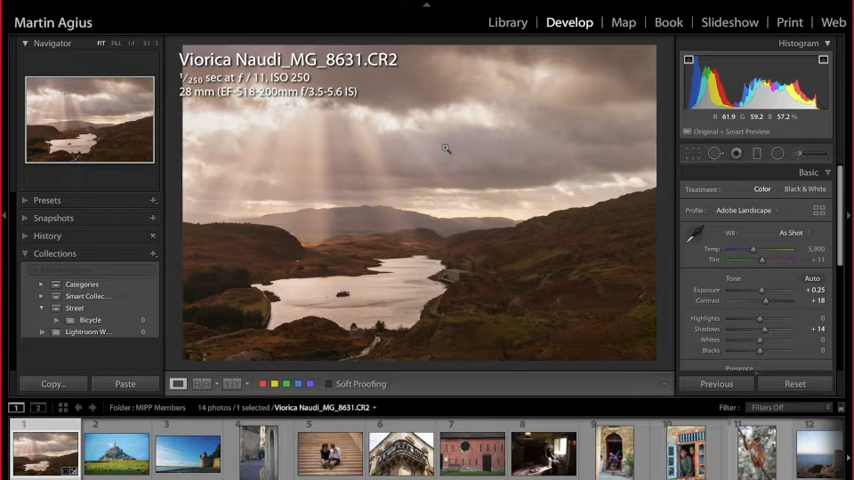 Martin Agius
Library | Develop | Map | Book | Slideshow | Print | Web
Navigator FIT FILL 1:1 3:1
Viorica Naudi_MG_8631.CR2
1/250 sec at ƒ / 11, ISO 250
28 mm (EF-S18-200mm f/3.5-5.6 IS)
Histogram
R 61.9 G 59.2 B 57.2 %
Original + Smart Preview
Basic
Treatment: Color Black & White
Profile: Adobe Landscape
WB: As Shot
Temp 5,900
Tint + 11
Tone Auto
Exposure + 0.25
Contrast + 18
Highlights 0
Shadows + 14
Whites 0
Blacks 0
Presence
Presets
Snapshots
History
Collections
Categories
Smart Collec...
Street
Bicycle 0
Lightroom W... 0
Copy... Paste
Soft Proofing
Previous Reset
1 2 Folder: MIPP Members 14 photos / 1 selected / Viorica Naudi_MG_8631.CR2
Filter: Filters Off
1 2 3 4 5 6 7 8 9 10 11 12